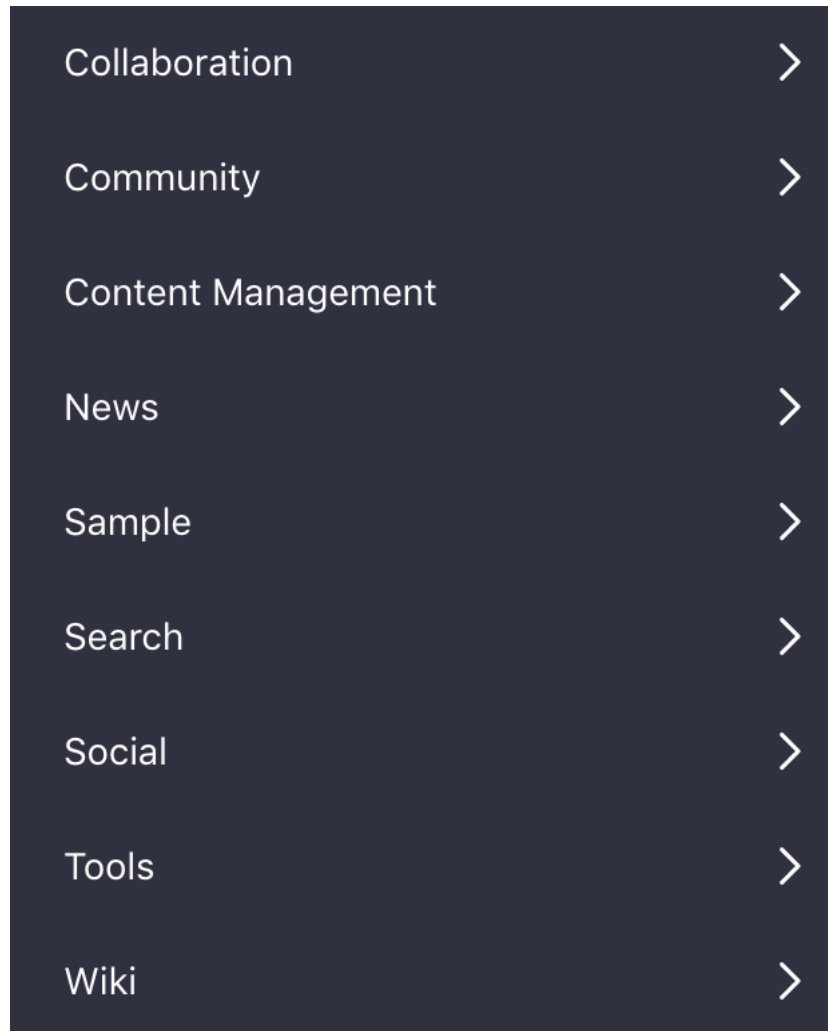 Collaboration
Community
Content Management
News
Sample
Search
Social
Tools
Wiki